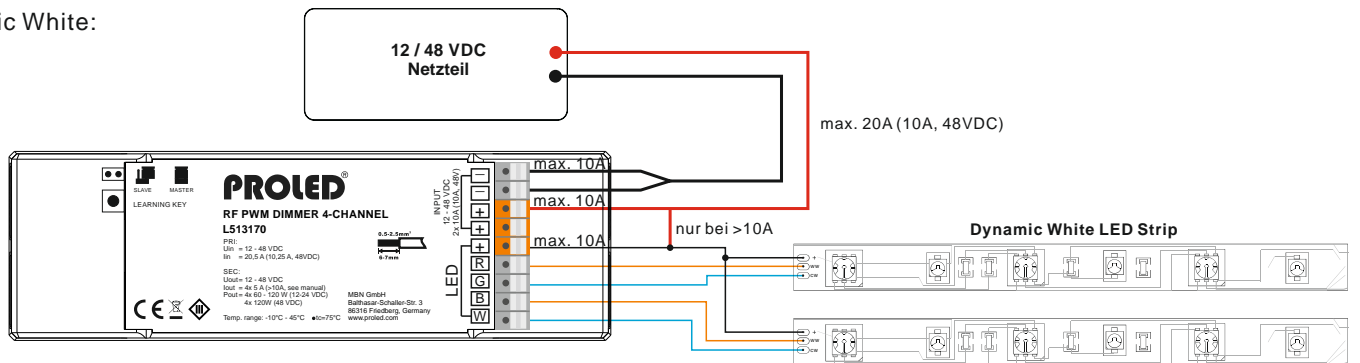 ic White:
12 / 48 VDC
Netzteil
max. 20A (10A, 48VDC)
max. 10A
max. 10A
max. 10A
nur bei >10A
SLAVE MASTER
LEARNING KEY
PROLED®
RF PWM DIMMER 4-CHANNEL
L513170
PRI:
Uin = 12 - 48 VDC
Iin = 20,5 A (10,25 A, 48VDC)
SEC:
Uout = 12 - 48 VDC
Iout = 4x 5 A (>10A, see manual)
Pout = 4x 60 - 120 W (12-24 VDC)
4x 120W (48 VDC)
Temp. range: -10°C - 45°C ●tc=75°C
0.5-2.5mm²
6-7mm
MBN GmbH
Balthasar-Schaller-Str. 3
86316 Friedberg, Germany
www.proled.com
CE
III
INPUT
12 - 48 VDC
2x 10A (10A, 48V)
LED
−
−
+
+
+
R
G
B
W
Dynamic White LED Strip
+
ww
cw
+
ww
cw